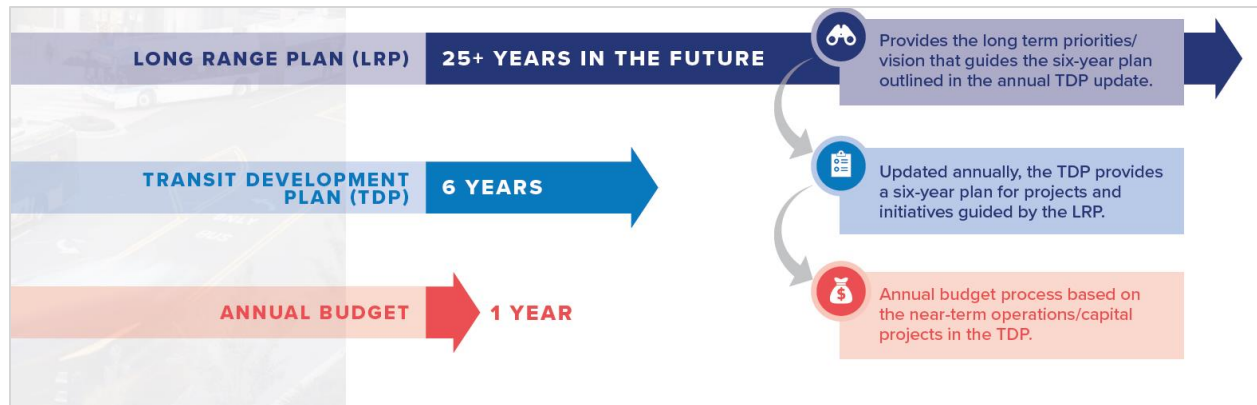 LONG RANGE PLAN (LRP)
25+ YEARS IN THE FUTURE
Provides the long term priorities/
vision that guides the six-year plan
outlined in the annual TDP update.
TRANSIT DEVELOPMENT
PLAN (TDP)
6 YEARS
Updated annually, the TDP provides
a six-year plan for projects and
initiatives guided by the LRP.
ANNUAL BUDGET
1 YEAR
$
Annual budget process based on
the near-term operations/capital
projects in the TDP.